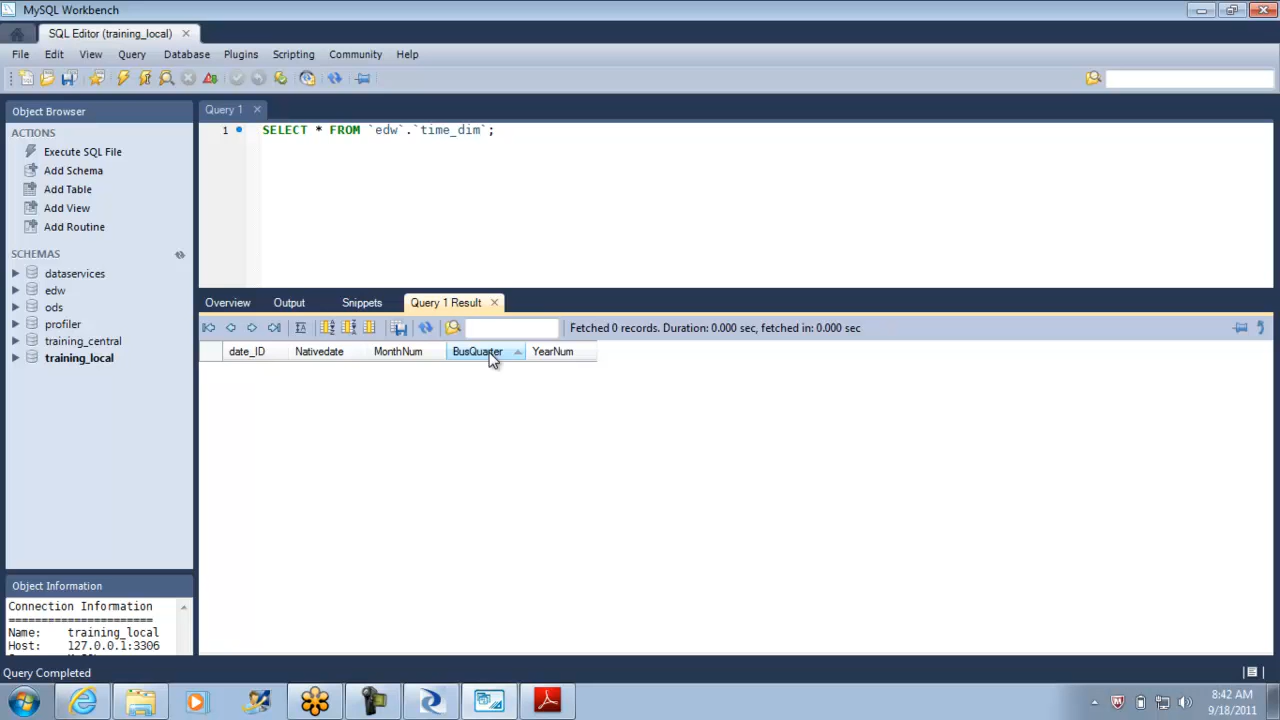 MySQL Workbench
SQL Editor (training_local)
File Edit View Query Database Plugins Scripting Community Help
Object Browser
ACTIONS
Execute SQL File
Add Schema
Add Table
Add View
Add Routine
SCHEMAS
dataservices
edw
ods
profiler
training_central
training_local
Query 1
1 SELECT * FROM `edw`.`time_dim`;
Overview Output Snippets Query 1 Result
Fetched 0 records. Duration: 0.000 sec, fetched in: 0.000 sec
date_ID Nativedate MonthNum BusQuarter YearNum
Object Information
Connection Information
======================
Name: training_local
Host: 127.0.0.1:3306
Query Completed
8:42 AM
9/18/2011